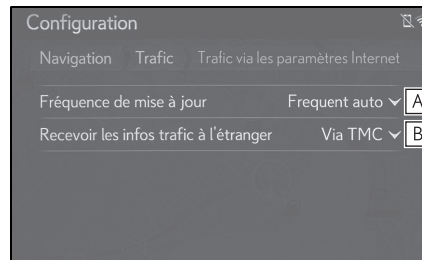 Configuration
Navigation Trafic Trafic via les paramètres Internet
Fréquence de mise à jour Frequent auto A
Recevoir les infos trafic à l'étranger Via TMC B